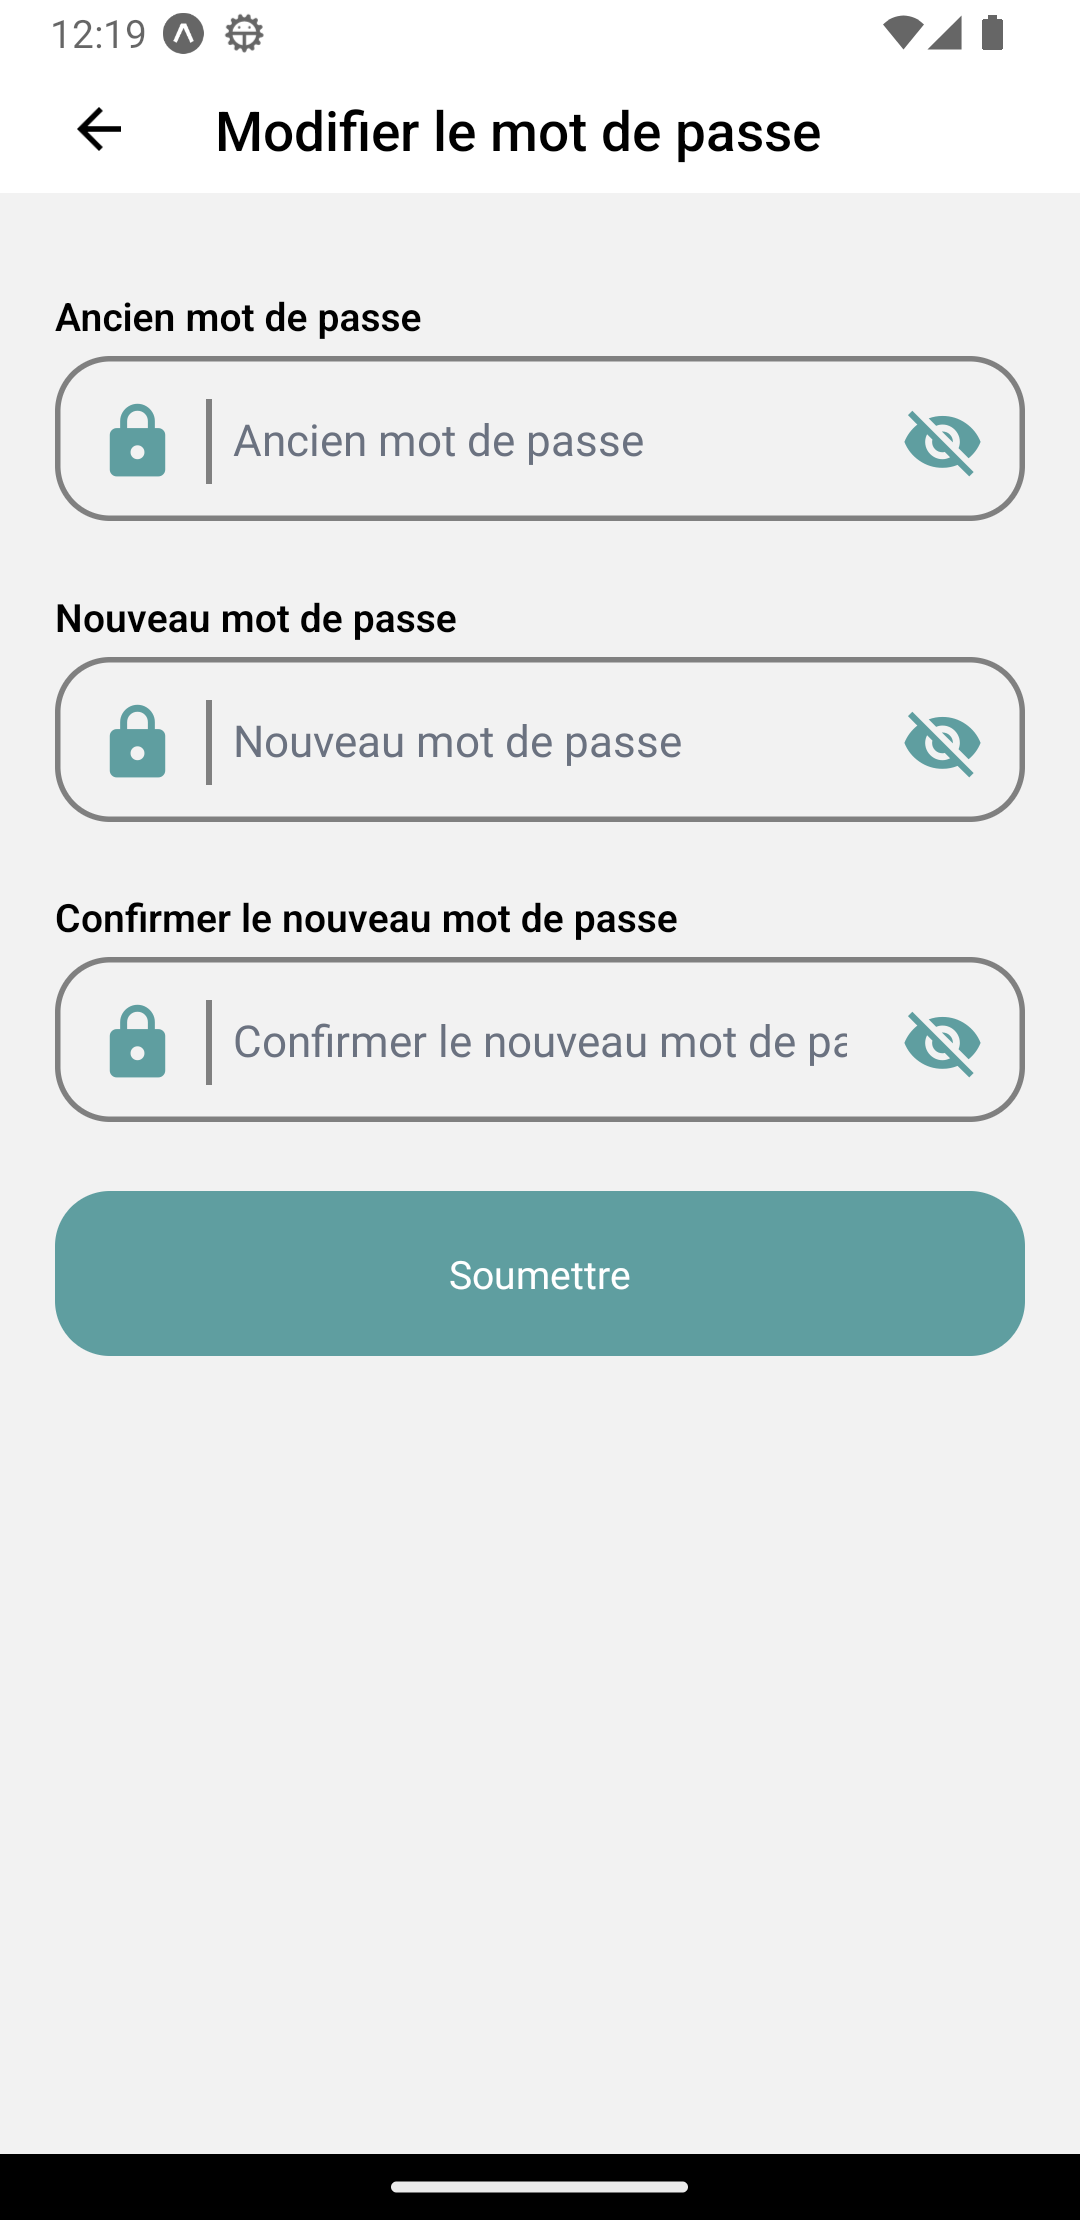 12:19
Modifier le mot de passe
Ancien mot de passe
Ancien mot de passe
Nouveau mot de passe
Nouveau mot de passe
Confirmer le nouveau mot de passe
Confirmer le nouveau mot de pa
Soumettre